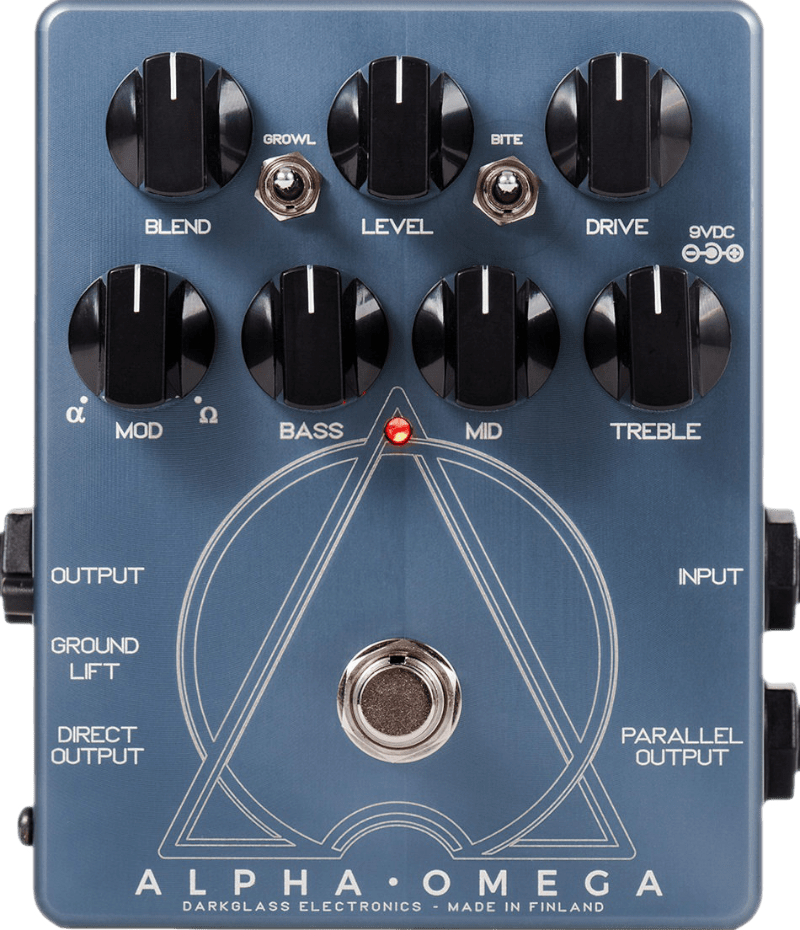 GROWL
BITE
BLEND
LEVEL
DRIVE
9VDC
α
Ω
MOD
BASS
MID
TREBLE
OUTPUT
INPUT
GROUND
LIFT
DIRECT
OUTPUT
PARALLEL
OUTPUT
ALPHA·OMEGA
DARKGLASS ELECTRONICS - MADE IN FINLAND